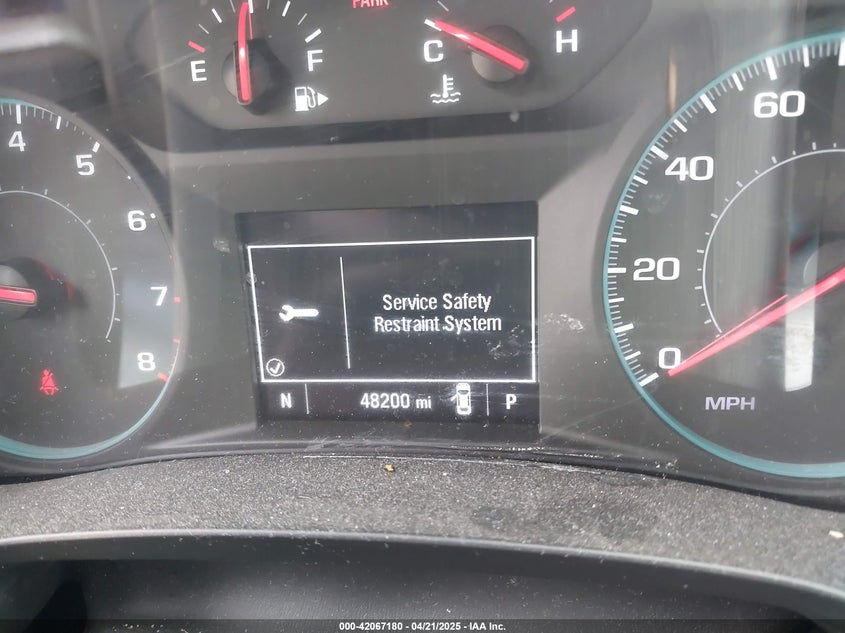 PARK
E
F
C
H
4
5
6
7
8
60
40
20
0
MPH
Service Safety
Restraint System
N
48200 mi
P
000-42067180 - 04/21/2025 - IAA Inc.